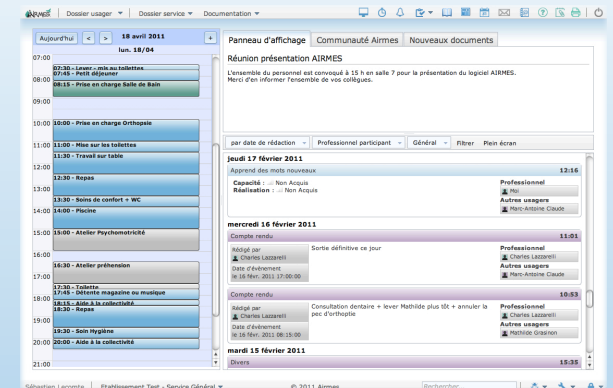 AIRMES Dossier usager Dossier service Documentation
Aujourd'hui < > 18 avril 2011 +
lun. 18/04
07:00
07:30 - Lever - mis au toilettes
07:45 - Petit déjeuner
08:00
08:15 - Prise en charge Salle de Bain
09:00
10:00 10:00 - Prise en charge Orthopsie
11:00 11:00 - Mise sur les toilettes
11:30 - Travail sur table
12:00
12:30 - Repas
13:00
13:30 - Soins de confort + WC
14:00 14:00 - Piscine
15:00 15:00 - Atelier Psychomotricité
16:00
16:30 - Atelier préhension
17:00
17:30 - Toilette
17:45 - Détente magazine ou musique
18:00
18:15 - Aide à la collectivité
18:30 - Repas
19:00
19:30 - Soin Hygiène
20:00 20:00 - Aide à la collectivité
21:00
Panneau d'affichage Communauté Airmes Nouveaux documents
Réunion présentation AIRMES
L'ensemble du personnel est convoqué à 15 h en salle 7 pour la présentation du logiciel AIRMES.
Merci d'en informer l'ensemble de vos collègues.
par date de rédaction Professionnel participant Général Filtrer Plein écran
jeudi 17 février 2011
Apprend des mots nouveaux 12:16
Capacité : Non Acquis
Réalisation : Non Acquis
Professionnel
Moi
Autres usagers
Marc-Antoine Claude
mercredi 16 février 2011
Compte rendu 11:01
Rédigé par
Charles Lazzarelli
Date d'évènement
le 16 févr. 2011 17:00:00
Sortie définitive ce jour
Professionnel
Charles Lazzarelli
Autres usagers
Marc-Antoine Claude
Compte rendu 10:53
Rédigé par
Charles Lazzarelli
Date d'évènement
le 16 févr. 2011 08:15:00
Consultation dentaire + lever Mathilde plus tôt + annuler la
pec d'orthoptie
Professionnel
Charles Lazzarelli
Autres usagers
Mathilde Grasinon
mardi 15 février 2011
Divers 15:35
Sébastien Lecomte Etablissement Test - Service Général © 2011 Airmes Rechercher...